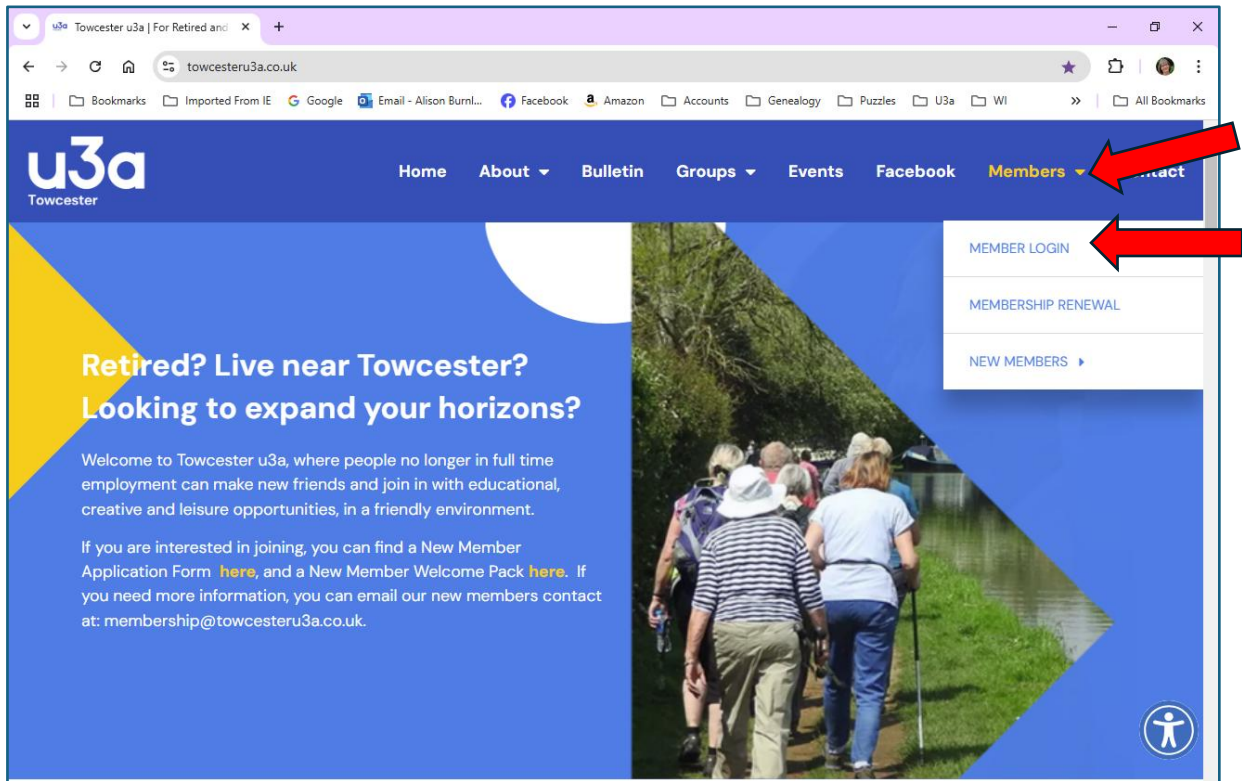 Towcester u3a | For Retired and
towcesteru3a.co.uk
Bookmarks Imported From IE Google Email - Alison Burnl... Facebook Amazon Accounts Genealogy Puzzles U3a WI » All Bookmarks
u3a
Towcester
Home About Bulletin Groups Events Facebook Members
MEMBER LOGIN
MEMBERSHIP RENEWAL
NEW MEMBERS
Retired? Live near Towcester?
Looking to expand your horizons?
Welcome to Towcester u3a, where people no longer in full time
employment can make new friends and join in with educational,
creative and leisure opportunities, in a friendly environment.
If you are interested in joining, you can find a New Member
Application Form here, and a New Member Welcome Pack here. If
you need more information, you can email our new members contact
at: membership@towcesteru3a.co.uk.